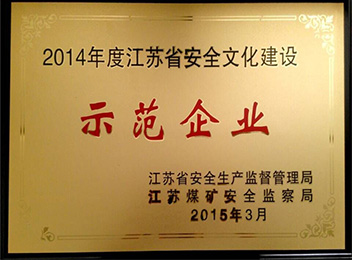 2014年度江苏省安全文化建设
示范企业
江苏省安全生产监督管理局
江苏煤矿安全监察局
2015年3月